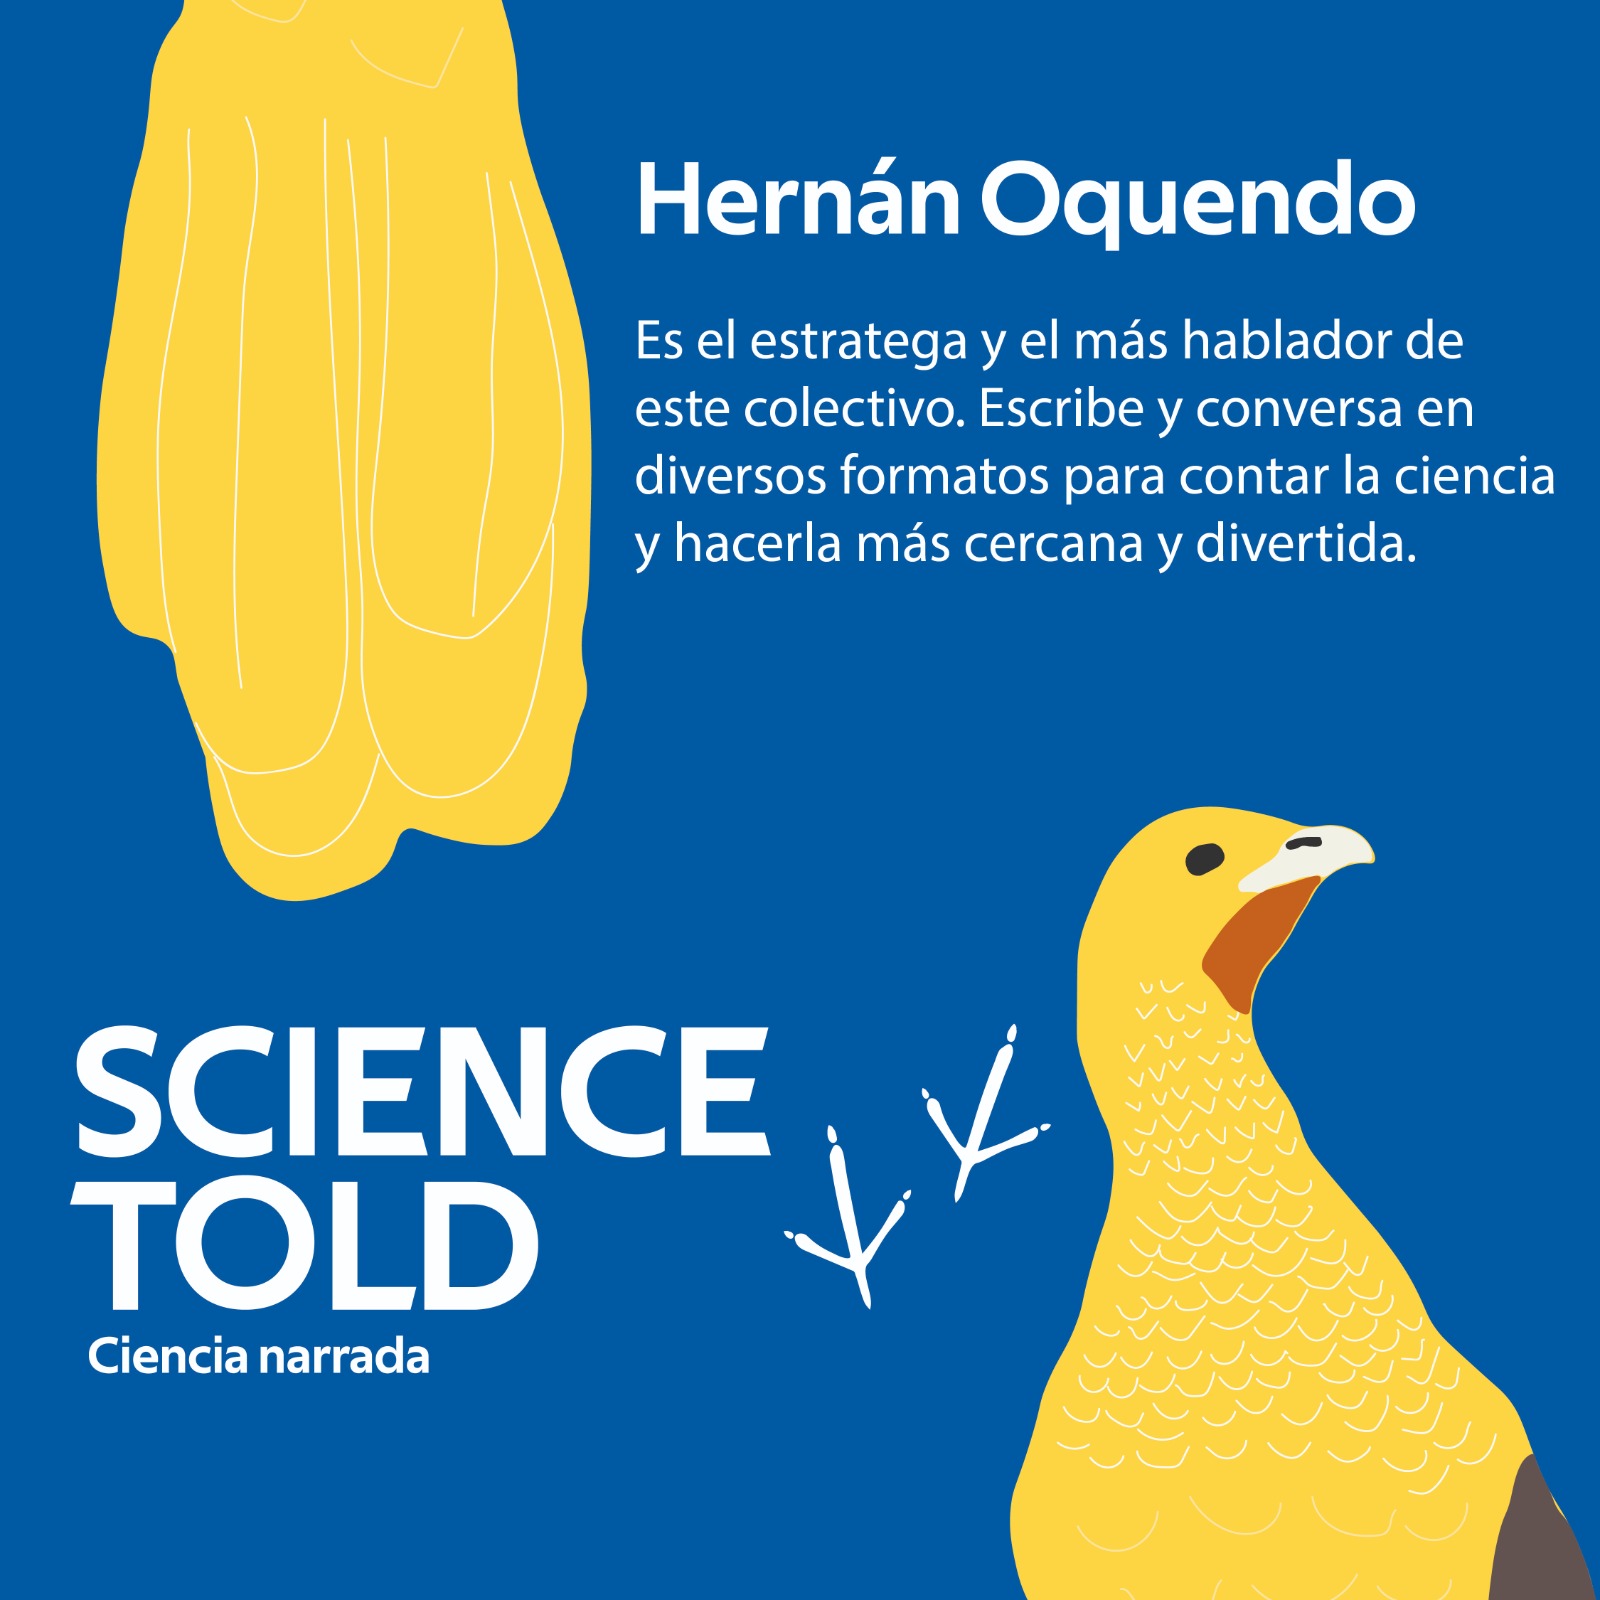 Hernán Oquendo
Es el estratega y el más hablador de
este colectivo. Escribe y conversa en
diversos formatos para contar la ciencia
y hacerla más cercana y divertida.
SCIENCE
TOLD
Ciencia narrada